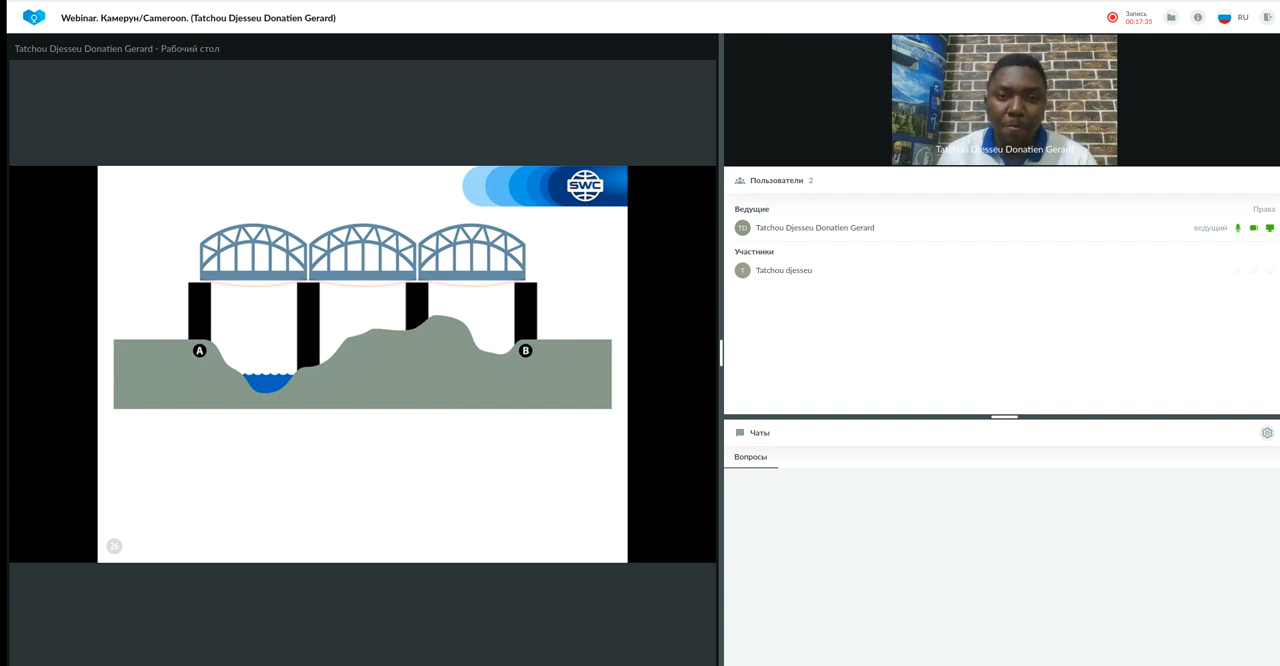 Webinar. Камерун/Cameroon. (Tatchou Djesseu Donatien Gerard)
Запись
00:17:35
RU
Tatchou Djesseu Donatien Gerard - Рабочий стол
SWC
A
B
26
Tatchou Djesseu Donatien Gerard
Пользователи 2
Ведущие
Права
TD
Tatchou Djesseu Donatien Gerard
ведущий
Участники
T
Tatchou djesseu
Чаты
Вопросы